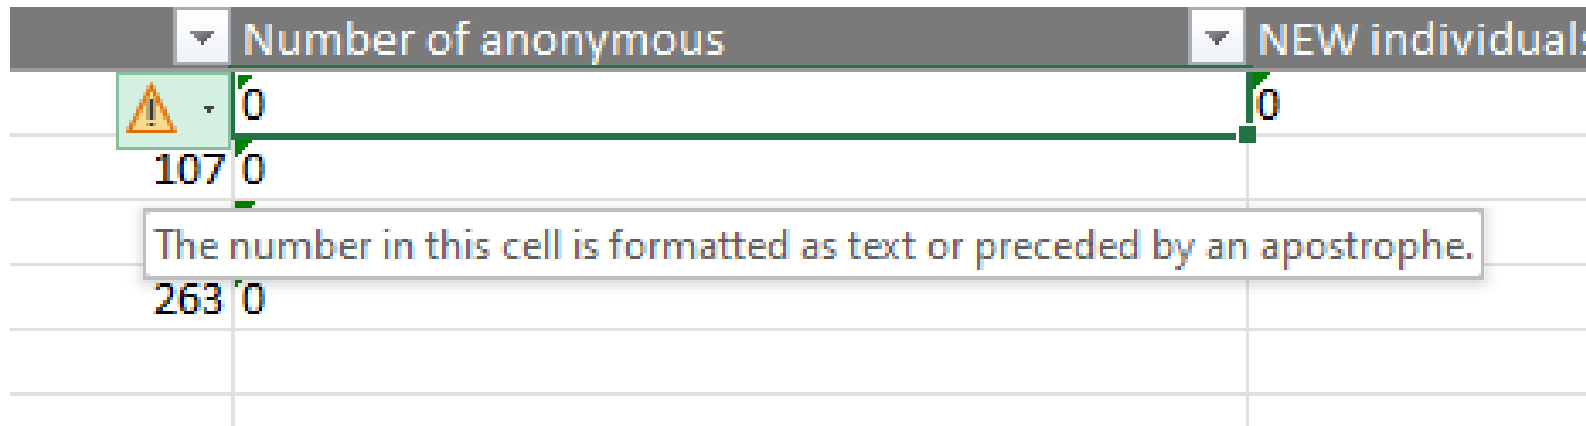 Number of anonymous NEW individuals
0 0
107 0
The number in this cell is formatted as text or preceded by an apostrophe.
263 0